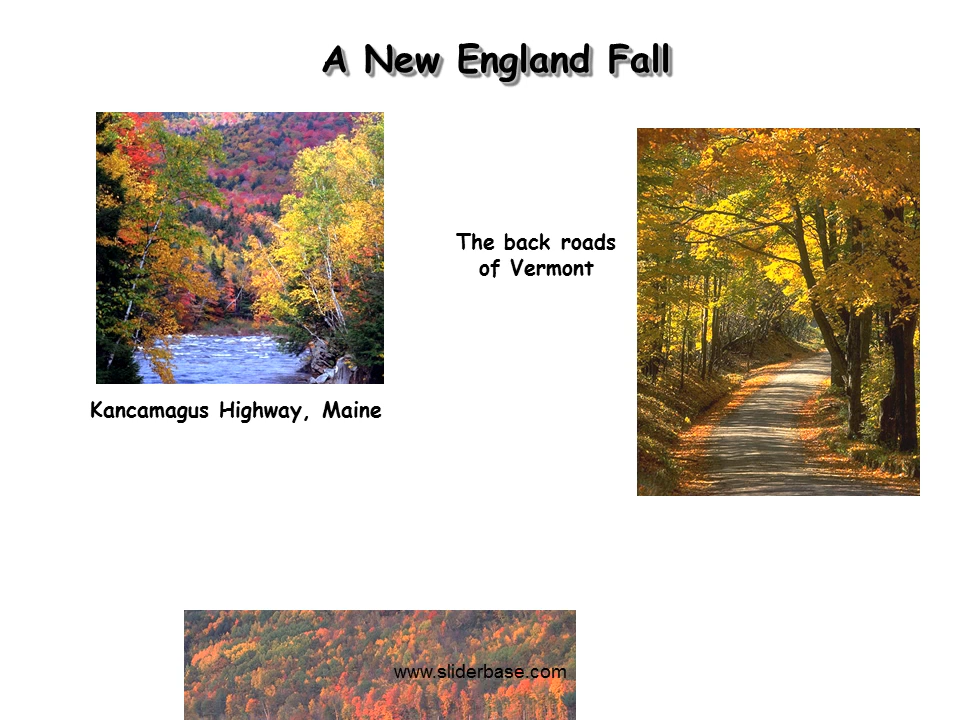 A New England Fall
The back roads
of Vermont
Kancamagus Highway, Maine
www.sliderbase.com